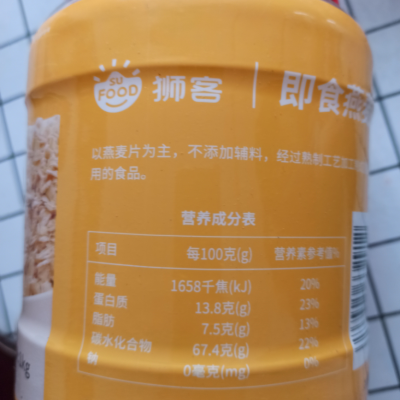 SU
FOOD
狮客
即食燕
以燕麦片为主，不添加辅料，经过熟制工艺加
用的食品。
营养成分表
项目 每100克(g) 营养素参考值%
能量 1658千焦(kJ) 20%
蛋白质 13.8克(g) 23%
脂肪 7.5克(g) 13%
碳水化合物 67.4克(g) 22%
钠 0毫克(mg) 0%